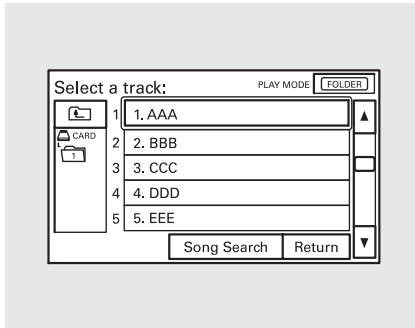 Select a track: PLAY MODE FOLDER
1 1. AAA
CARD
2 2. BBB
1
3 3. CCC
4 4. DDD
5 5. EEE
Song Search Return